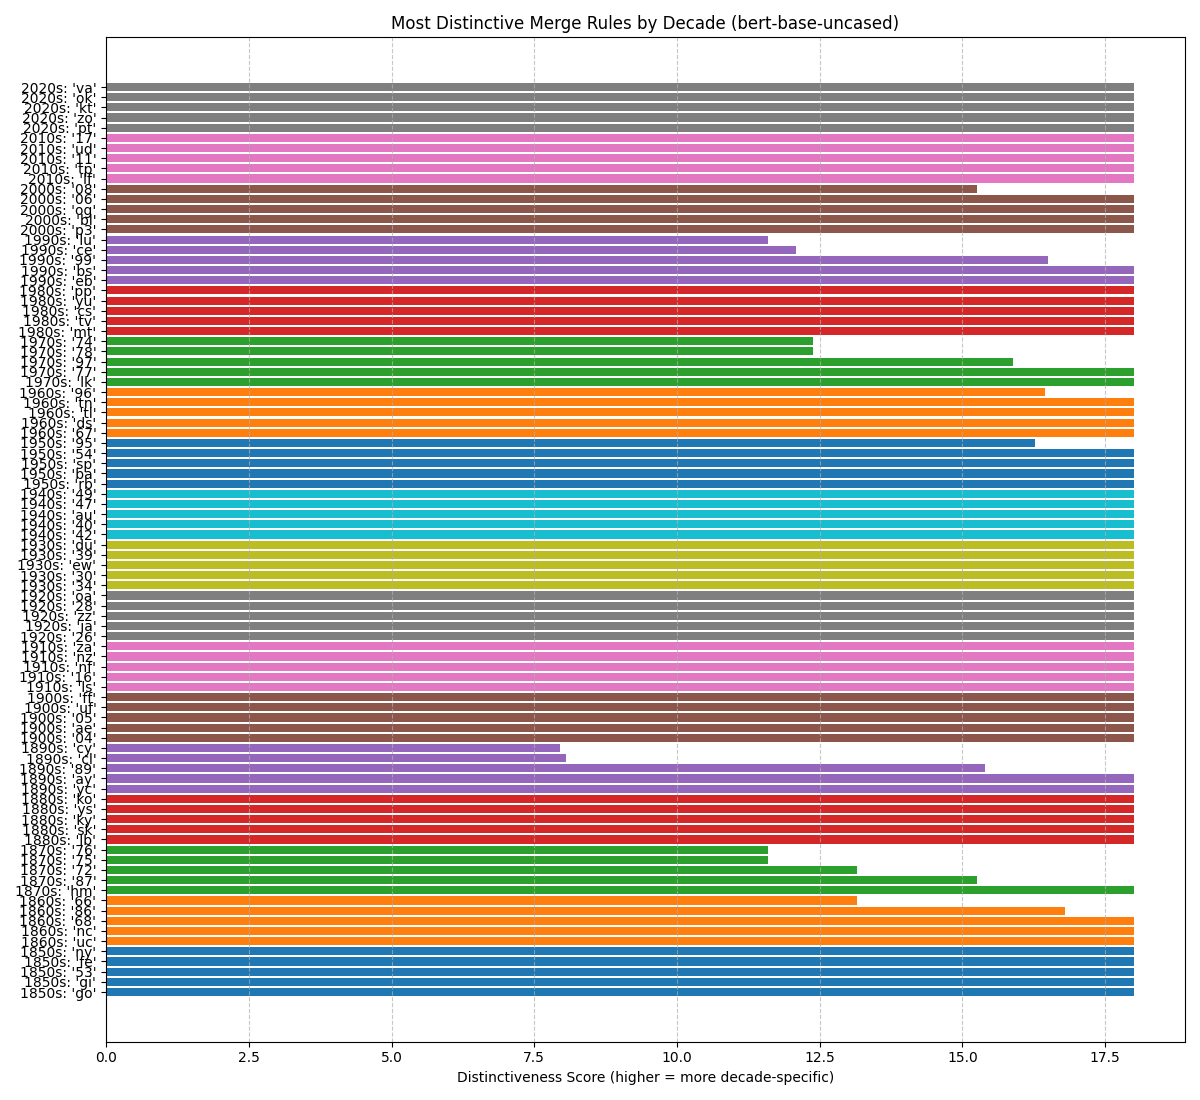 Most Distinctive Merge Rules by Decade (bert-base-uncased)
2020s: 'va'
2020s: 'ok'
2020s: 'kt'
2020s: 'zo'
2020s: 'pt'
2010s: '17'
2010s: 'ud'
2010s: '11'
2010s: 'tp'
2010s: 'lf'
2000s: '08'
2000s: '06'
2000s: 'og'
2000s: 'bl'
2000s: 'p3'
1990s: 'lu'
1990s: 'ce'
1990s: '99'
1990s: 'bs'
1990s: 'eb'
1980s: 'pp'
1980s: 'yu'
1980s: 'cs'
1980s: 'tv'
1980s: 'mt'
1970s: '74'
1970s: '78'
1970s: '97'
1970s: '77'
1970s: 'lk'
1960s: '96'
1960s: 'tn'
1960s: 'tl'
1960s: 'ds'
1960s: '67'
1950s: '95'
1950s: '54'
1950s: 'sp'
1950s: 'ba'
1950s: 'rb'
1940s: '49'
1940s: '47'
1940s: 'au'
1940s: '40'
1940s: '42'
1930s: 'du'
1930s: '39'
1930s: 'ew'
1930s: '30'
1930s: '34'
1920s: 'oa'
1920s: '28'
1920s: 'zz'
1920s: 'ja'
1920s: '26'
1910s: 'za'
1910s: 'nz'
1910s: 'nf'
1910s: '16'
1910s: 'ls'
1900s: 'ft'
1900s: 'uf'
1900s: '05'
1900s: 'ae'
1900s: '04'
1890s: 'cy'
1890s: 'cl'
1890s: '89'
1890s: 'ay'
1890s: 'yc'
1880s: 'ko'
1880s: 'ys'
1880s: 'ky'
1880s: 'sk'
1880s: 'lb'
1870s: '76'
1870s: '75'
1870s: '72'
1870s: '87'
1870s: 'hm'
1860s: '66'
1860s: '86'
1860s: '68'
1860s: 'nc'
1860s: 'uc'
1850s: 'ny'
1850s: 'fe'
1850s: '53'
1850s: 'gi'
1850s: 'go'
0.0 2.5 5.0 7.5 10.0 12.5 15.0 17.5
Distinctiveness Score (higher = more decade-specific)